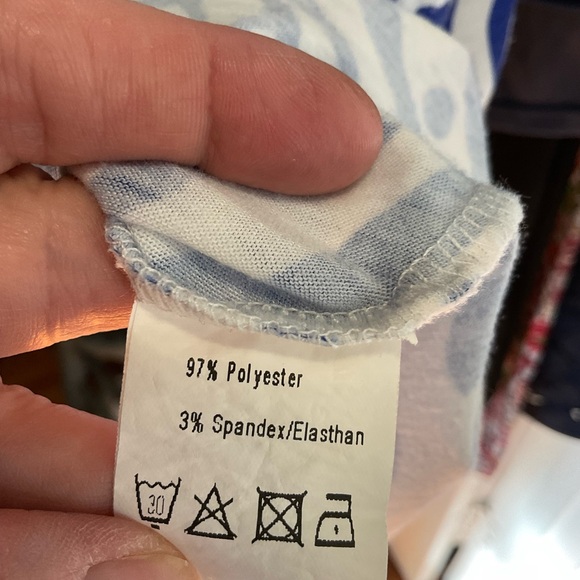 97% Polyester
3% Spandex/Elasthan
30